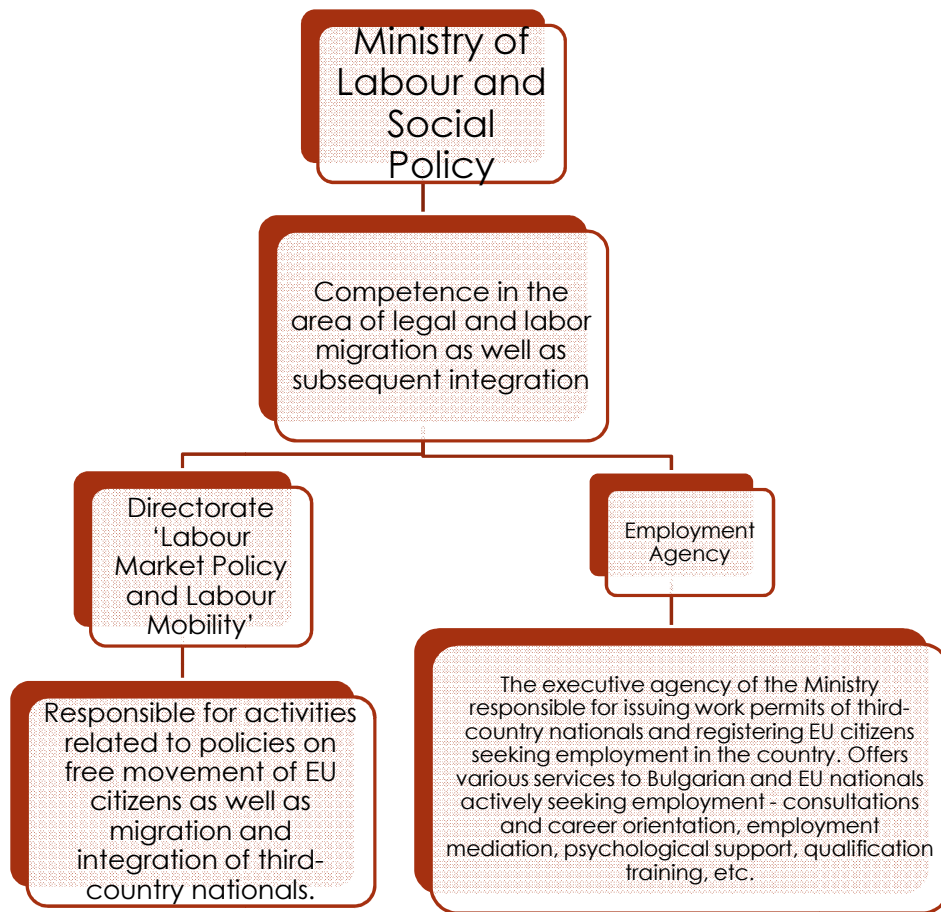 Ministry of
Labour and
Social
Policy
Competence in the
area of legal and labor
migration as well as
subsequent integration
Directorate
‘Labour
Market Policy
and Labour
Mobility’
Employment
Agency
Responsible for activities
related to policies on
free movement of EU
citizens as well as
migration and
integration of third-
country nationals.
The executive agency of the Ministry
responsible for issuing work permits of third-
country nationals and registering EU citizens
seeking employment in the country. Offers
various services to Bulgarian and EU nationals
actively seeking employment - consultations
and career orientation, employment
mediation, psychological support, qualification
training, etc.